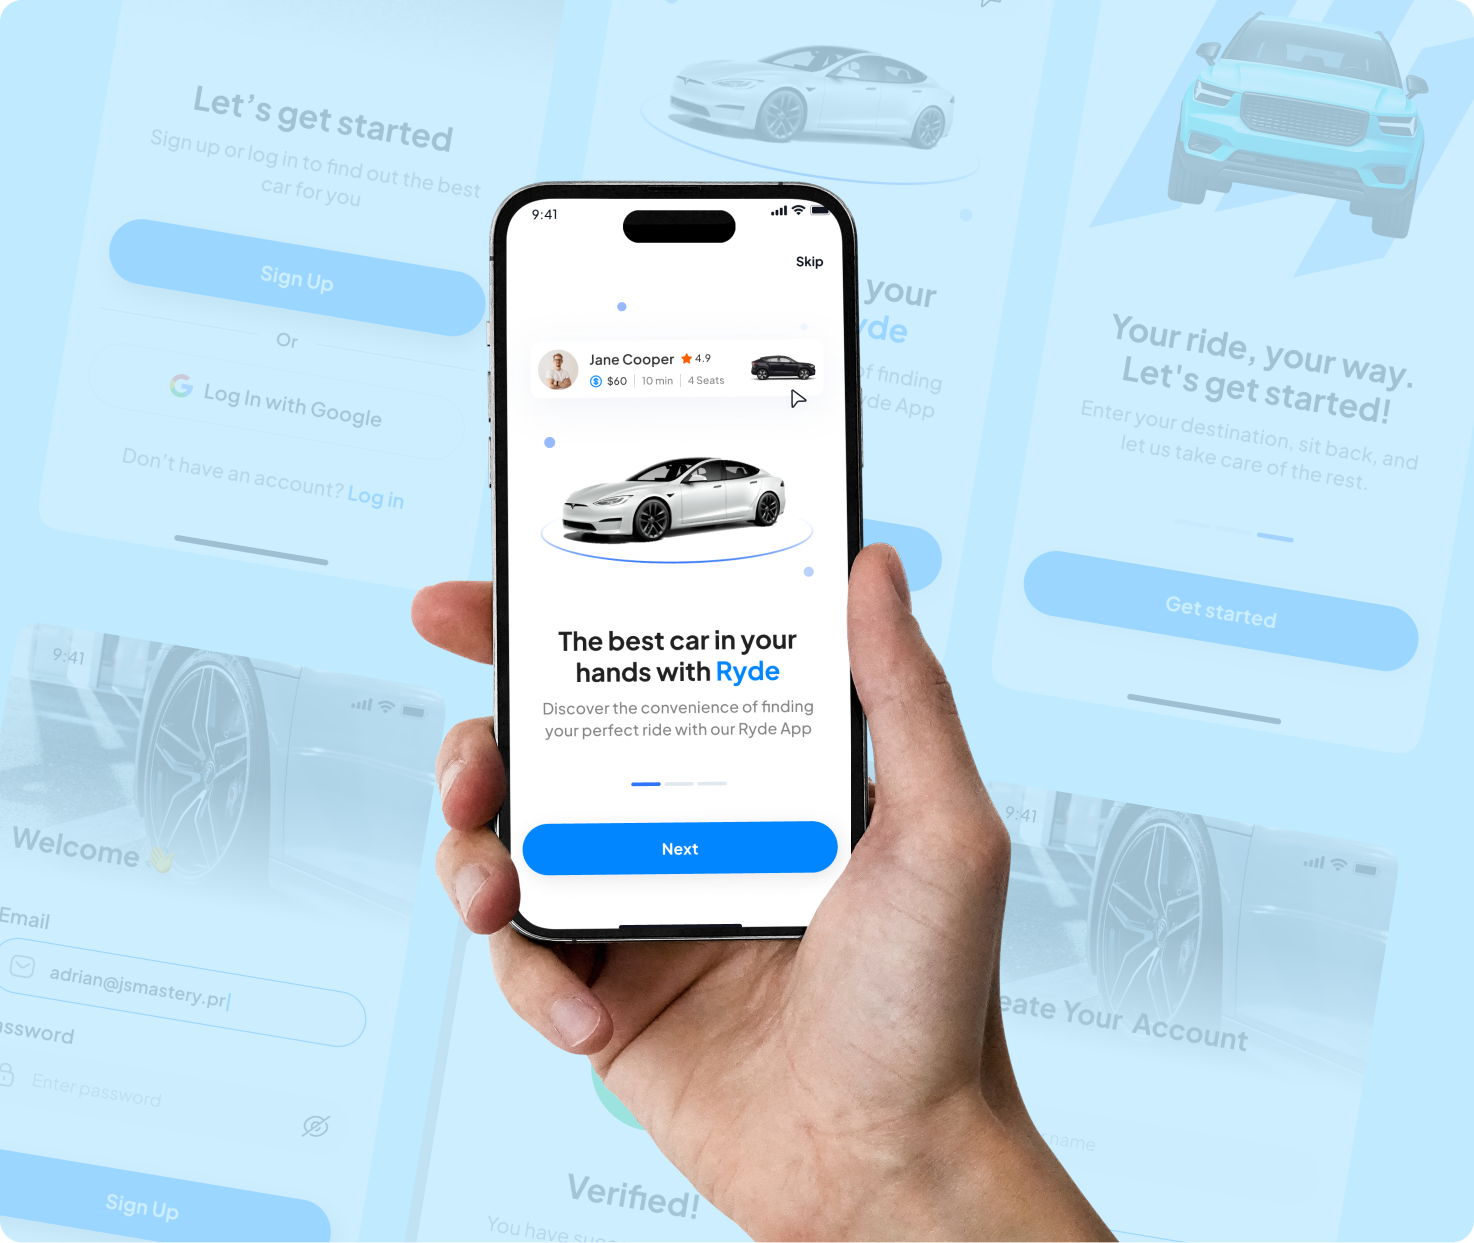 Let's get started
Sign up or log in to find out the best
car for you
Sign Up
Or
Log In with Google
Don't have an account? Log in
9:41
Skip
Jane Cooper 4.9
$60 10 min 4 Seats
The best car in your
hands with Ryde
Discover the convenience of finding
your perfect ride with our Ryde App
Next
your
yde
of finding
yde App
Your ride, your way.
Let's get started!
Enter your destination, sit back, and
let us take care of the rest.
Get started
9:41
Welcome 👋
Email
adrian@jsmastery.pr
assword
Enter password
Sign Up
Verified!
You have suc
9:41
eate Your Account
name